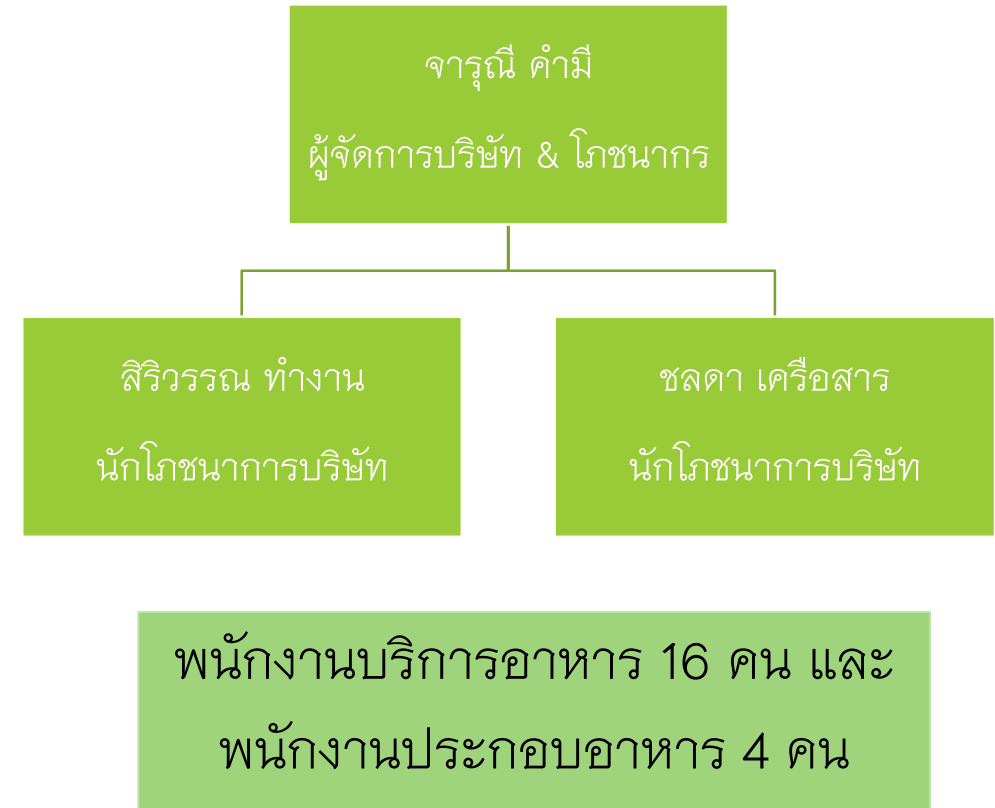 จารุณี คำมี
ผู้จัดการบริษัท & โภชนากร
สิริวรรณ ทำงาน
นักโภชนาการบริษัท
ชลดา เครือสาร
นักโภชนาการบริษัท
พนักงานบริการอาหาร 16 คน และ
พนักงานประกอบอาหาร 4 คน